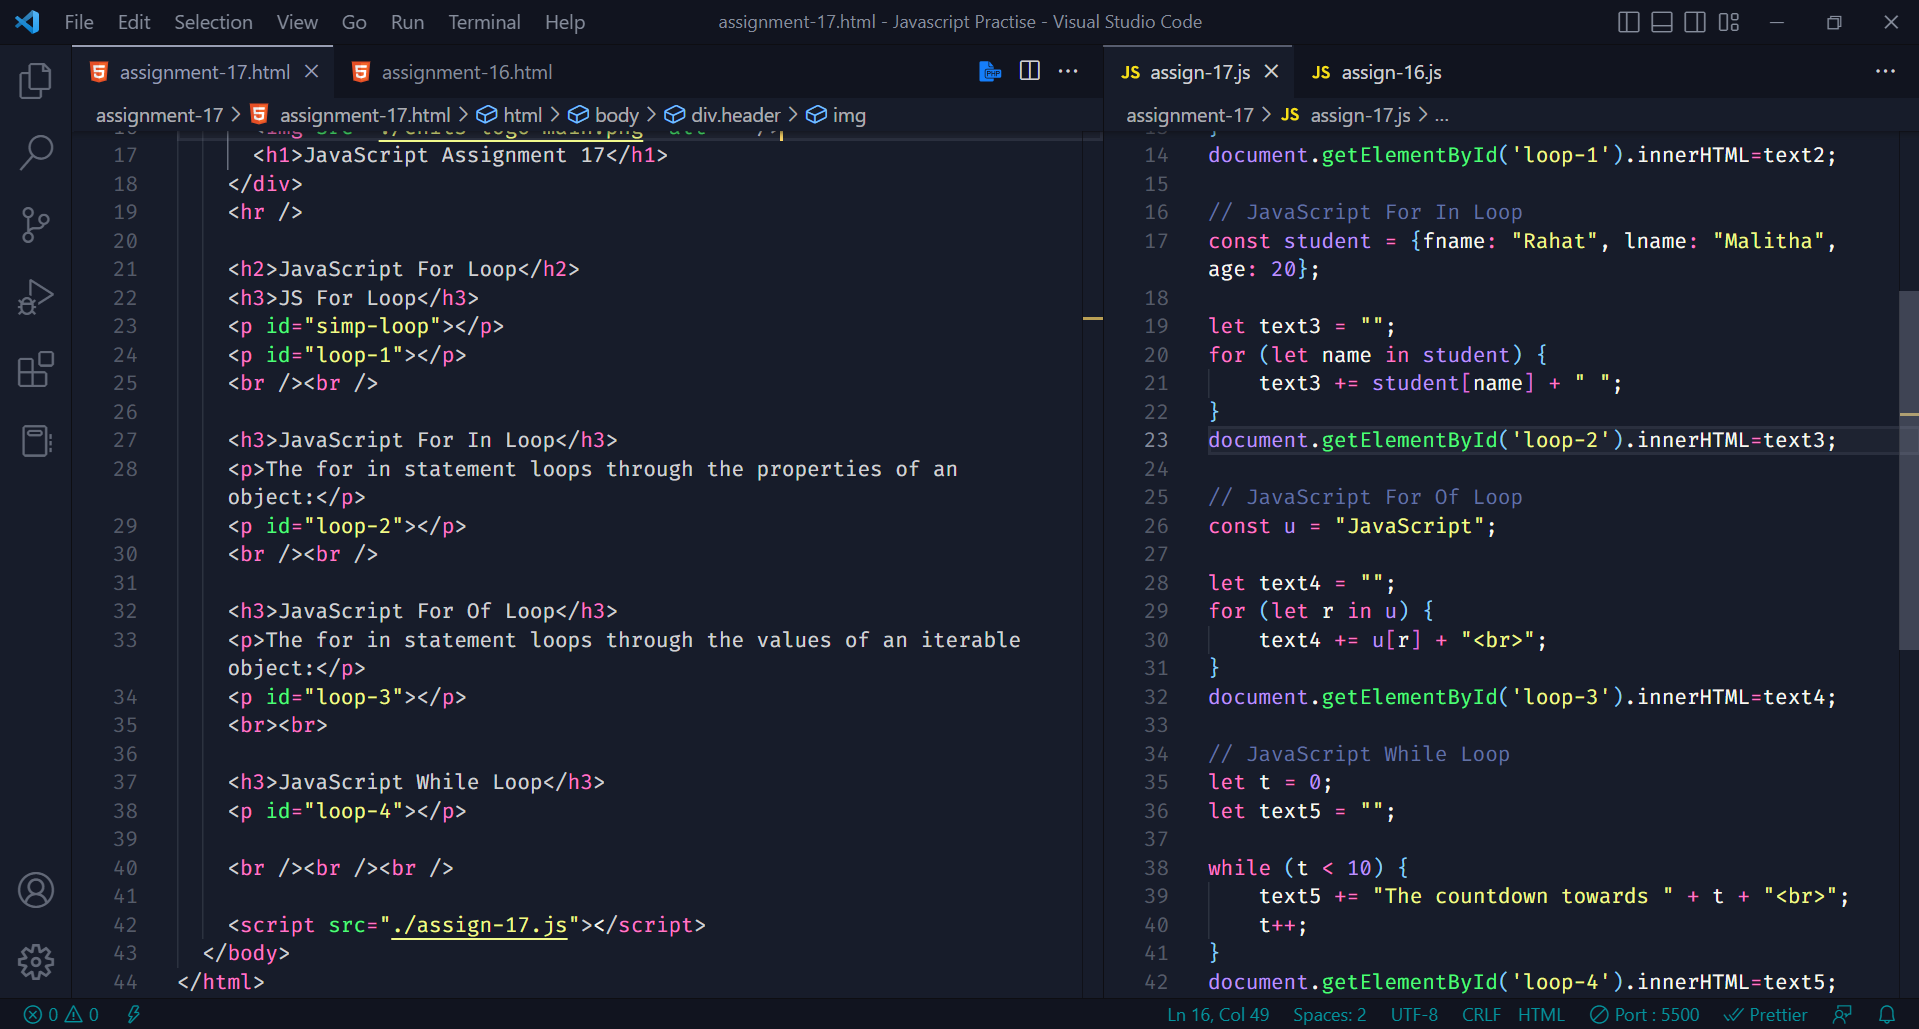 File Edit Selection View Go Run Terminal Help
assignment-17.html - Javascript Practise - Visual Studio Code
assignment-17.html
assignment-16.html
assignment-17 > assignment-17.html > html > body > div.header > img
17 <h1>JavaScript Assignment 17</h1>
18 </div>
19 <hr />
20
21 <h2>JavaScript For Loop</h2>
22 <h3>JS For Loop</h3>
23 <p id="simp-loop"></p>
24 <p id="loop-1"></p>
25 <br /><br />
26
27 <h3>JavaScript For In Loop</h3>
28 <p>The for in statement loops through the properties of an
object:</p>
29 <p id="loop-2"></p>
30 <br /><br />
31
32 <h3>JavaScript For Of Loop</h3>
33 <p>The for in statement loops through the values of an iterable
object:</p>
34 <p id="loop-3"></p>
35 <br><br>
36
37 <h3>JavaScript While Loop</h3>
38 <p id="loop-4"></p>
39
40 <br /><br /><br />
41
42 <script src="./assign-17.js"></script>
43 </body>
44 </html>
JS assign-17.js
JS assign-16.js
assignment-17 > JS assign-17.js > ...
14 document.getElementById('loop-1').innerHTML=text2;
15
16 // JavaScript For In Loop
17 const student = {fname: "Rahat", lname: "Malitha",
age: 20};
18
19 let text3 = "";
20 for (let name in student) {
21 text3 += student[name] + " ";
22 }
23 document.getElementById('loop-2').innerHTML=text3;
24
25 // JavaScript For Of Loop
26 const u = "JavaScript";
27
28 let text4 = "";
29 for (let r in u) {
30 text4 += u[r] + "<br>";
31 }
32 document.getElementById('loop-3').innerHTML=text4;
33
34 // JavaScript While Loop
35 let t = 0;
36 let text5 = "";
37
38 while (t < 10) {
39 text5 += "The countdown towards " + t + "<br>";
40 t++;
41 }
42 document.getElementById('loop-4').innerHTML=text5;
0 0
Ln 16, Col 49 Spaces: 2 UTF-8 CRLF HTML Port : 5500 Prettier